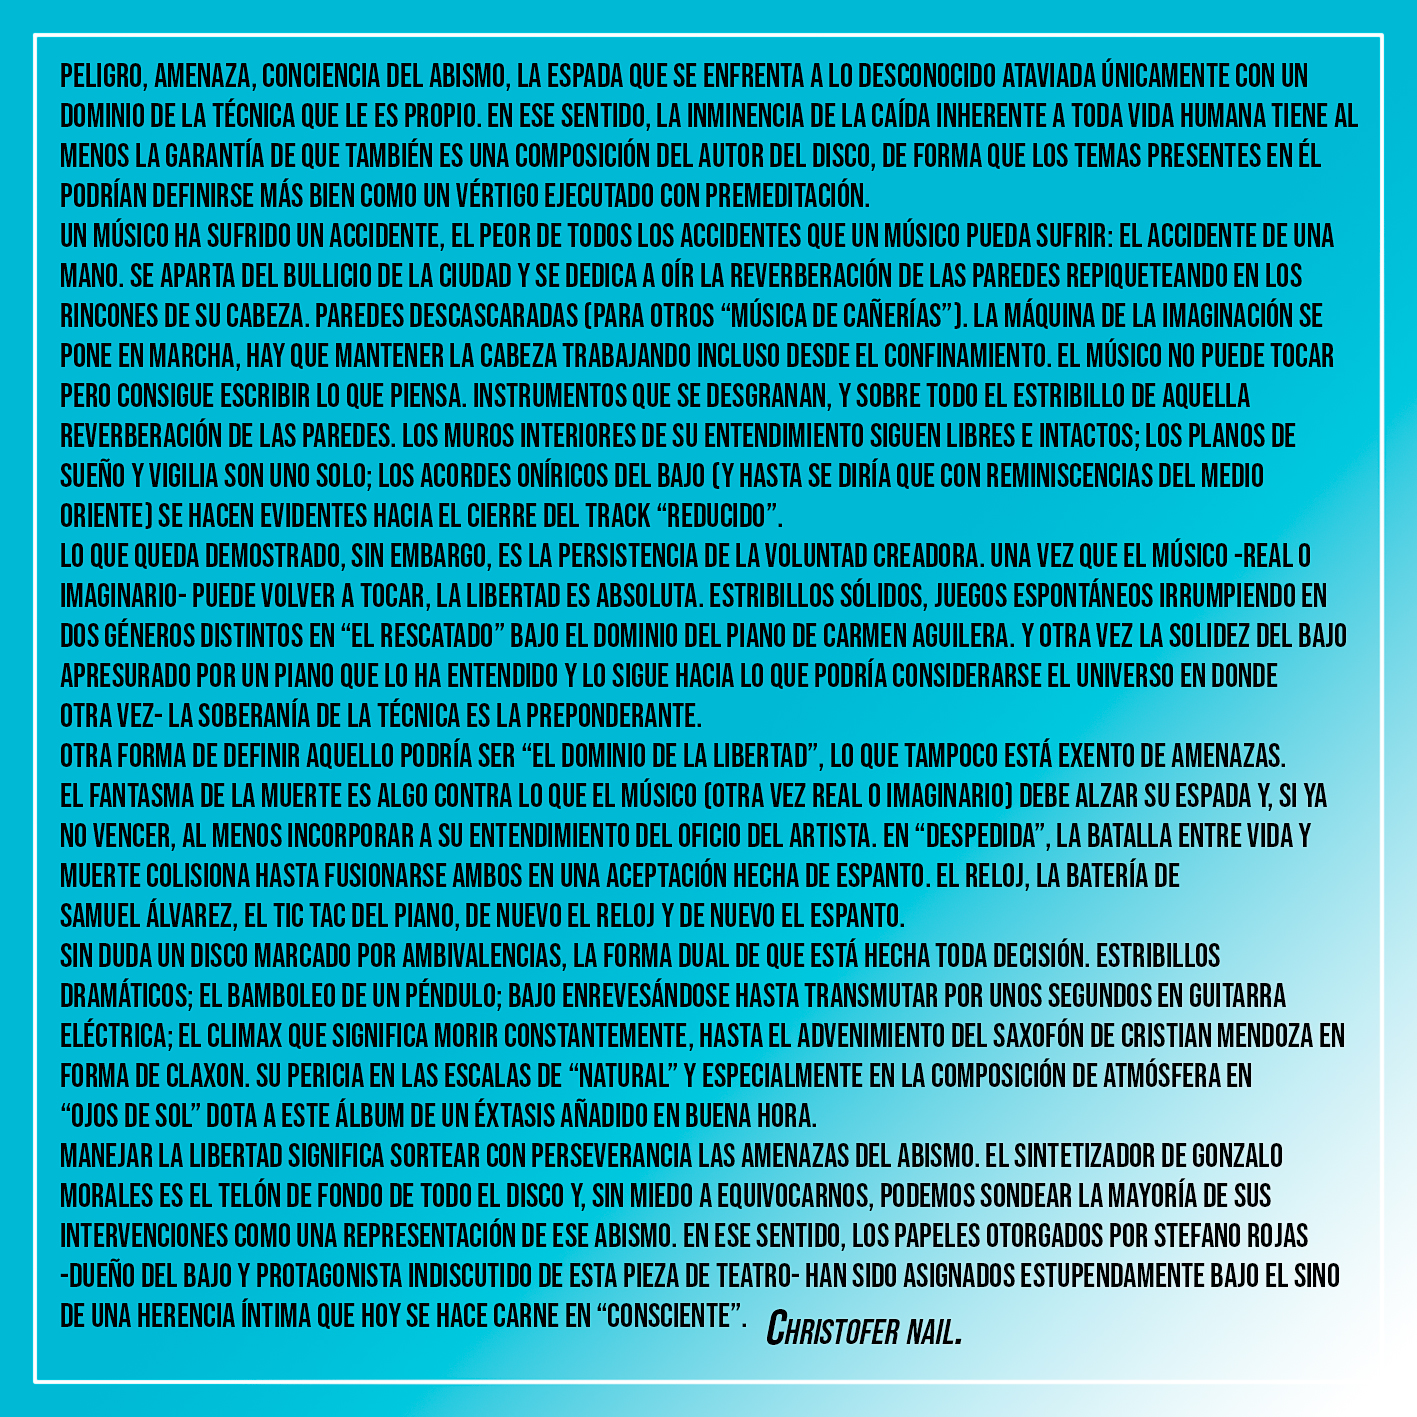 PELIGRO, AMENAZA, CONCIENCIA DEL ABISMO, LA ESPADA QUE SE ENFRENTA A LO DESCONOCIDO ATAVIADA ÚNICAMENTE CON UN
DOMINIO DE LA TÉCNICA QUE LE ES PROPIO. EN ESE SENTIDO, LA INMINENCIA DE LA CAÍDA INHERENTE A TODA VIDA HUMANA TIENE AL
MENOS LA GARANTÍA DE QUE TAMBIÉN ES UNA COMPOSICIÓN DEL AUTOR DEL DISCO, DE FORMA QUE LOS TEMAS PRESENTES EN ÉL
PODRÍAN DEFINIRSE MÁS BIEN COMO UN VÉRTIGO EJECUTADO CON PREMEDITACIÓN.
UN MÚSICO HA SUFRIDO UN ACCIDENTE, EL PEOR DE TODOS LOS ACCIDENTES QUE UN MÚSICO PUEDA SUFRIR: EL ACCIDENTE DE UNA
MANO. SE APARTA DEL BULLICIO DE LA CIUDAD Y SE DEDICA A OÍR LA REVERBERACIÓN DE LAS PAREDES REPIQUETEANDO EN LOS
RINCONES DE SU CABEZA. PAREDES DESCASCARADAS (PARA OTROS “MÚSICA DE CAÑERÍAS”). LA MÁQUINA DE LA IMAGINACIÓN SE
PONE EN MARCHA, HAY QUE MANTENER LA CABEZA TRABAJANDO INCLUSO DESDE EL CONFINAMIENTO. EL MÚSICO NO PUEDE TOCAR
PERO CONSIGUE ESCRIBIR LO QUE PIENSA. INSTRUMENTOS QUE SE DESGRANAN, Y SOBRE TODO EL ESTRIBILLO DE AQUELLA
REVERBERACIÓN DE LAS PAREDES. LOS MUROS INTERIORES DE SU ENTENDIMIENTO SIGUEN LIBRES E INTACTOS; LOS PLANOS DE
SUEÑO Y VIGILIA SON UNO SOLO; LOS ACORDES ONÍRICOS DEL BAJO (Y HASTA SE DIRÍA QUE CON REMINISCENCIAS DEL MEDIO
ORIENTE) SE HACEN EVIDENTES HACIA EL CIERRE DEL TRACK “REDUCIDO”.
LO QUE QUEDA DEMOSTRADO, SIN EMBARGO, ES LA PERSISTENCIA DE LA VOLUNTAD CREADORA. UNA VEZ QUE EL MÚSICO -REAL O
IMAGINARIO- PUEDE VOLVER A TOCAR, LA LIBERTAD ES ABSOLUTA. ESTRIBILLOS SÓLIDOS, JUEGOS ESPONTÁNEOS IRRUMPIENDO EN
DOS GÉNEROS DISTINTOS EN “EL RESCATADO” BAJO EL DOMINIO DEL PIANO DE CARMEN AGUILERA. Y OTRA VEZ LA SOLIDEZ DEL BAJO
APRESURADO POR UN PIANO QUE LO HA ENTENDIDO Y LO SIGUE HACIA LO QUE PODRÍA CONSIDERARSE EL UNIVERSO EN DONDE
OTRA VEZ- LA SOBERANÍA DE LA TÉCNICA ES LA PREPONDERANTE.
OTRA FORMA DE DEFINIR AQUELLO PODRÍA SER “EL DOMINIO DE LA LIBERTAD”, LO QUE TAMPOCO ESTÁ EXENTO DE AMENAZAS.
EL FANTASMA DE LA MUERTE ES ALGO CONTRA LO QUE EL MÚSICO (OTRA VEZ REAL O IMAGINARIO) DEBE ALZAR SU ESPADA Y, SI YA
NO VENCER, AL MENOS INCORPORAR A SU ENTENDIMIENTO DEL OFICIO DEL ARTISTA. EN “DESPEDIDA”, LA BATALLA ENTRE VIDA Y
MUERTE COLISIONA HASTA FUSIONARSE AMBOS EN UNA ACEPTACIÓN HECHA DE ESPANTO. EL RELOJ, LA BATERÍA DE
SAMUEL ÁLVAREZ, EL TIC TAC DEL PIANO, DE NUEVO EL RELOJ Y DE NUEVO EL ESPANTO.
SIN DUDA UN DISCO MARCADO POR AMBIVALENCIAS, LA FORMA DUAL DE QUE ESTÁ HECHA TODA DECISIÓN. ESTRIBILLOS
DRAMÁTICOS; EL BAMBOLEO DE UN PÉNDULO; BAJO ENREVESÁNDOSE HASTA TRANSMUTAR POR UNOS SEGUNDOS EN GUITARRA
ELÉCTRICA; EL CLIMAX QUE SIGNIFICA MORIR CONSTANTEMENTE, HASTA EL ADVENIMIENTO DEL SAXOFÓN DE CRISTIAN MENDOZA EN
FORMA DE CLAXON. SU PERICIA EN LAS ESCALAS DE “NATURAL” Y ESPECIALMENTE EN LA COMPOSICIÓN DE ATMÓSFERA EN
“OJOS DE SOL” DOTA A ESTE ÁLBUM DE UN ÉXTASIS AÑADIDO EN BUENA HORA.
MANEJAR LA LIBERTAD SIGNIFICA SORTEAR CON PERSEVERANCIA LAS AMENAZAS DEL ABISMO. EL SINTETIZADOR DE GONZALO
MORALES ES EL TELÓN DE FONDO DE TODO EL DISCO Y, SIN MIEDO A EQUIVOCARNOS, PODEMOS SONDEAR LA MAYORÍA DE SUS
INTERVENCIONES COMO UNA REPRESENTACIÓN DE ESE ABISMO. EN ESE SENTIDO, LOS PAPELES OTORGADOS POR STEFANO ROJAS
-DUEÑO DEL BAJO Y PROTAGONISTA INDISCUTIDO DE ESTA PIEZA DE TEATRO- HAN SIDO ASIGNADOS ESTUPENDAMENTE BAJO EL SINO
DE UNA HERENCIA ÍNTIMA QUE HOY SE HACE CARNE EN “CONSCIENTE”.
CHRISTOFER NAIL.